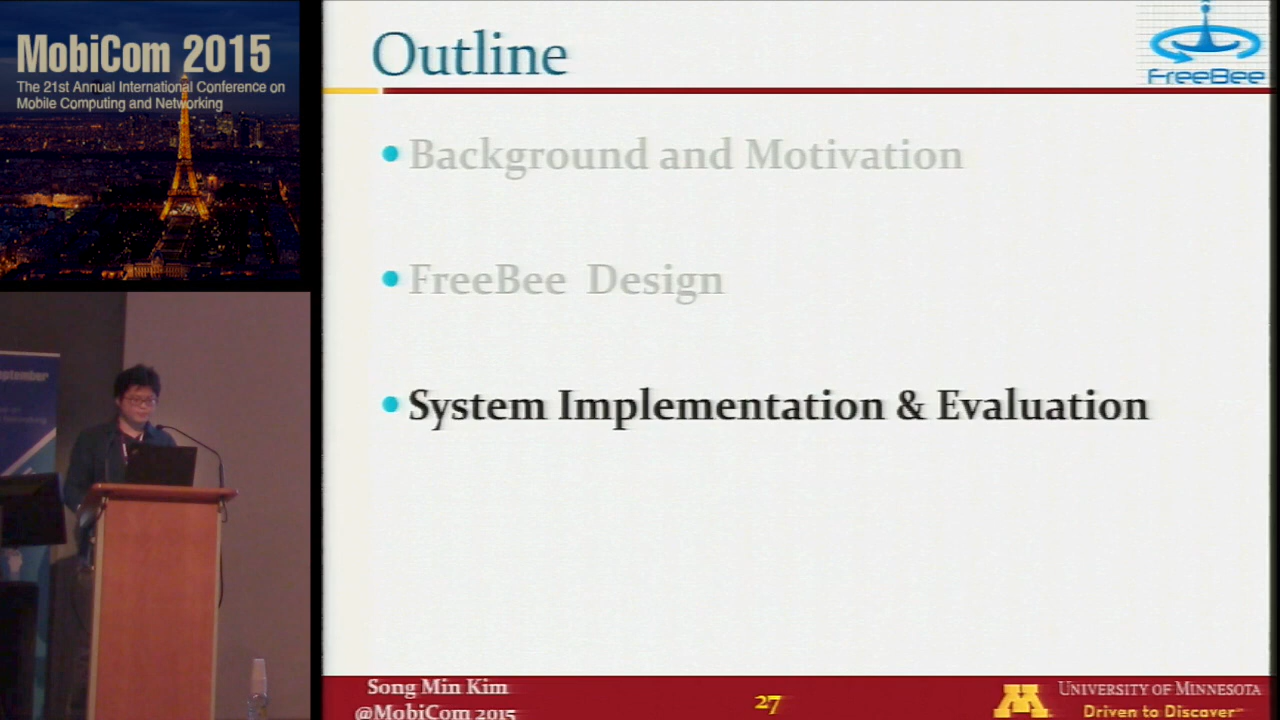 MobiCom 2015
The 21st Annual International Conference on
Mobile Computing and Networking
Outline
FreeBee
Background and Motivation
FreeBee Design
System Implementation & Evaluation
Song Min Kim
@MobiCom 2015
27
UNIVERSITY OF MINNESOTA
Driven to Discover